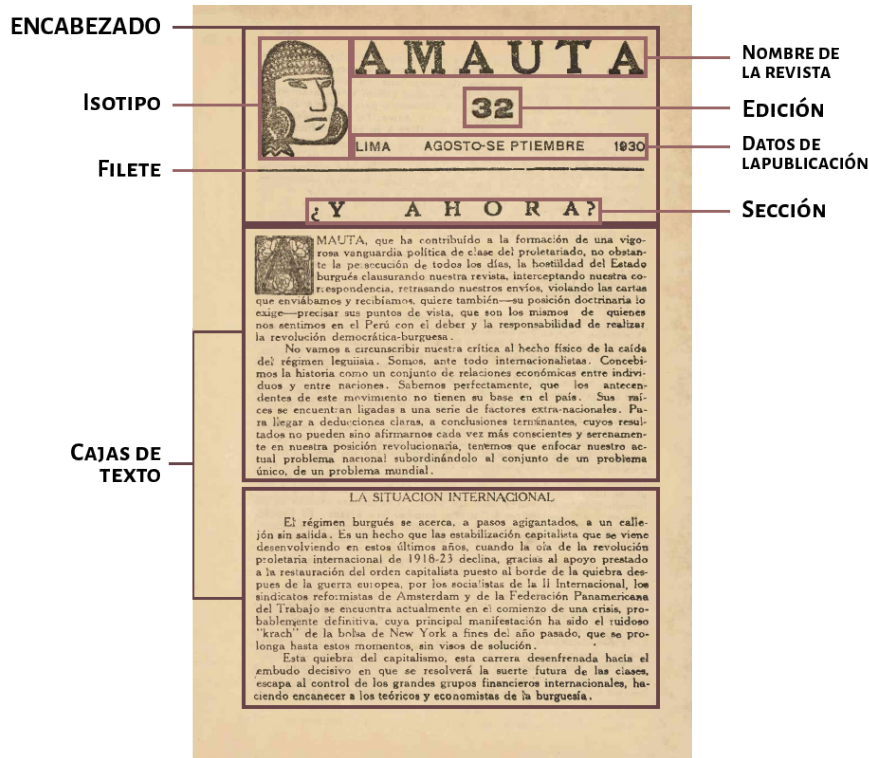 ENCABEZADO
ISOTIPO
FILETE
CAJAS DE
TEXTO
AMAUTA
32
LIMA AGOSTO-SE PTIEMBRE 1930
¿Y AHORA?
AMAUTA, que ha contribuído a la formación de una vigo-
rosa vanguardia política de clase del proletariado, no obstan-
te la persecución de todos los días, la hostilidad del Estado
burgués clausurando nuestra revista, interceptando nuestra co-
rrespondencia, retrasando nuestros envíos, violando las cartas
que enviábamos y recibíamos, quiere también—su posición doctrinaria lo
exige—precisar sus puntos de vista, que son los mismos de quienes
nos sentimos en el Perú con el deber y la responsabilidad de realizar
la revolución democrática-burguesa.
No vamos a circunscribir nuestra crítica al hecho físico de la caída
del régimen leguiista. Somos, ante todo internacionalistas. Concebi-
mos la historia como un conjunto de relaciones económicas entre indivi-
duos y entre naciones. Sabemos perfectamente, que los antecen-
dentes de este movimiento no tienen su base en el país. Sus raí-
ces se encuentran ligadas a una serie de factores extra-nacionales. Pa-
ra llegar a deducciones claras, a conclusiones terminantes, cuyos resul-
tados no pueden sino afirmarnos cada vez más conscientes y serenamen-
te en nuestra posición revolucionaria, tenemos que enfocar nuestro ac-
tual problema nacional subordinándolo al conjunto de un problema
único, de un problema mundial.
LA SITUACION INTERNACIONAL
El régimen burgués se acerca, a pasos agigantados, a un calle-
jón sin salida. Es un hecho que las estabilización capitalista que se viene
desenvolviendo en estos últimos años, cuando la ola de la revolución
proletaria internacional de 1918-23 declina, gracias al apoyo prestado
a la restauración del orden capitalista puesto al borde de la quiebra des-
pues de la guerra europea, por los socialistas de la II Internacional, los
sindicatos reformistas de Amsterdam y de la Federación Panamericana
del Trabajo se encuentra actualmente en el comienzo de una crisis, pro-
bablemente definitiva, cuya principal manifestación ha sido el ruidoso
"krach" de la bolsa de New York a fines del año pasado, que se pro-
longa hasta estos momentos, sin visos de solución.
Esta quiebra del capitalismo, esta carrera desenfrenada hacia el
embudo decisivo en que se resolverá la suerte futura de las clases,
escapa al control de los grandes grupos financieros internacionales, ha-
ciendo encanecer a los teóricos y economistas de la burguesía.
NOMBRE DE
LA REVISTA
EDICIÓN
DATOS DE
LAPUBLICACIÓN
SECCIÓN